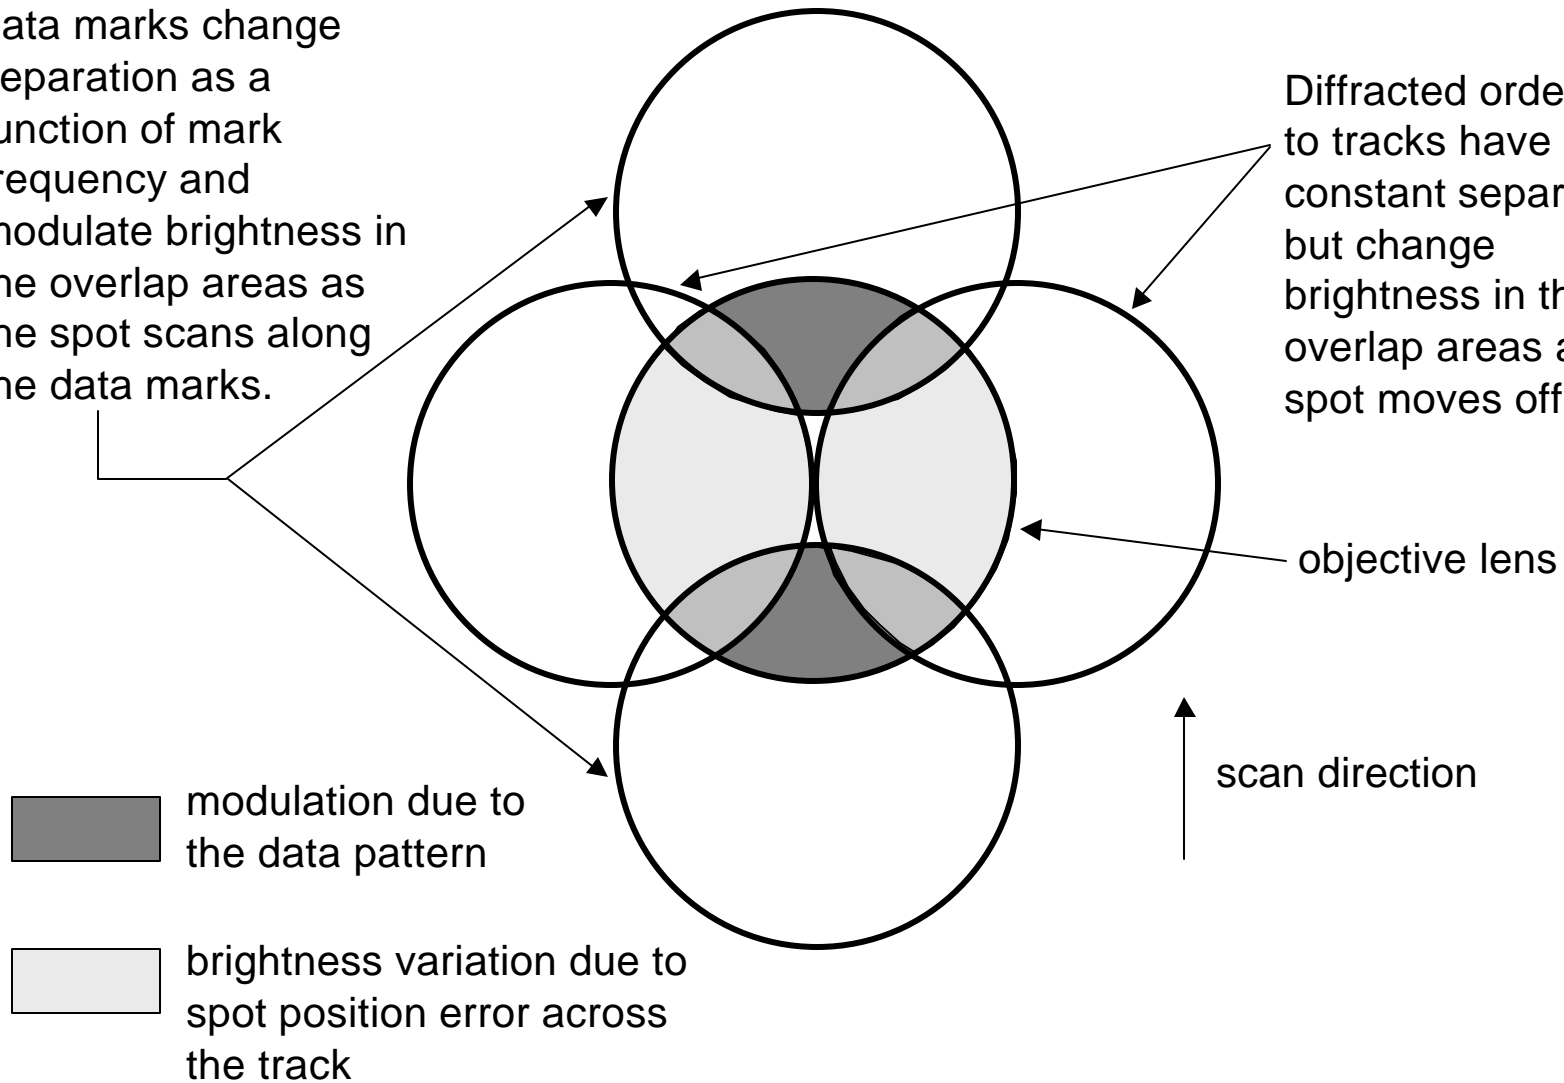 ata marks change
eparation as a
unction of mark
requency and
nodulate brightness in
ne overlap areas as
ne spot scans along
ne data marks.
Diffracted orde
to tracks have
constant separ
but change
brightness in th
overlap areas a
spot moves off
objective lens
scan direction
modulation due to
the data pattern
brightness variation due to
spot position error across
the track